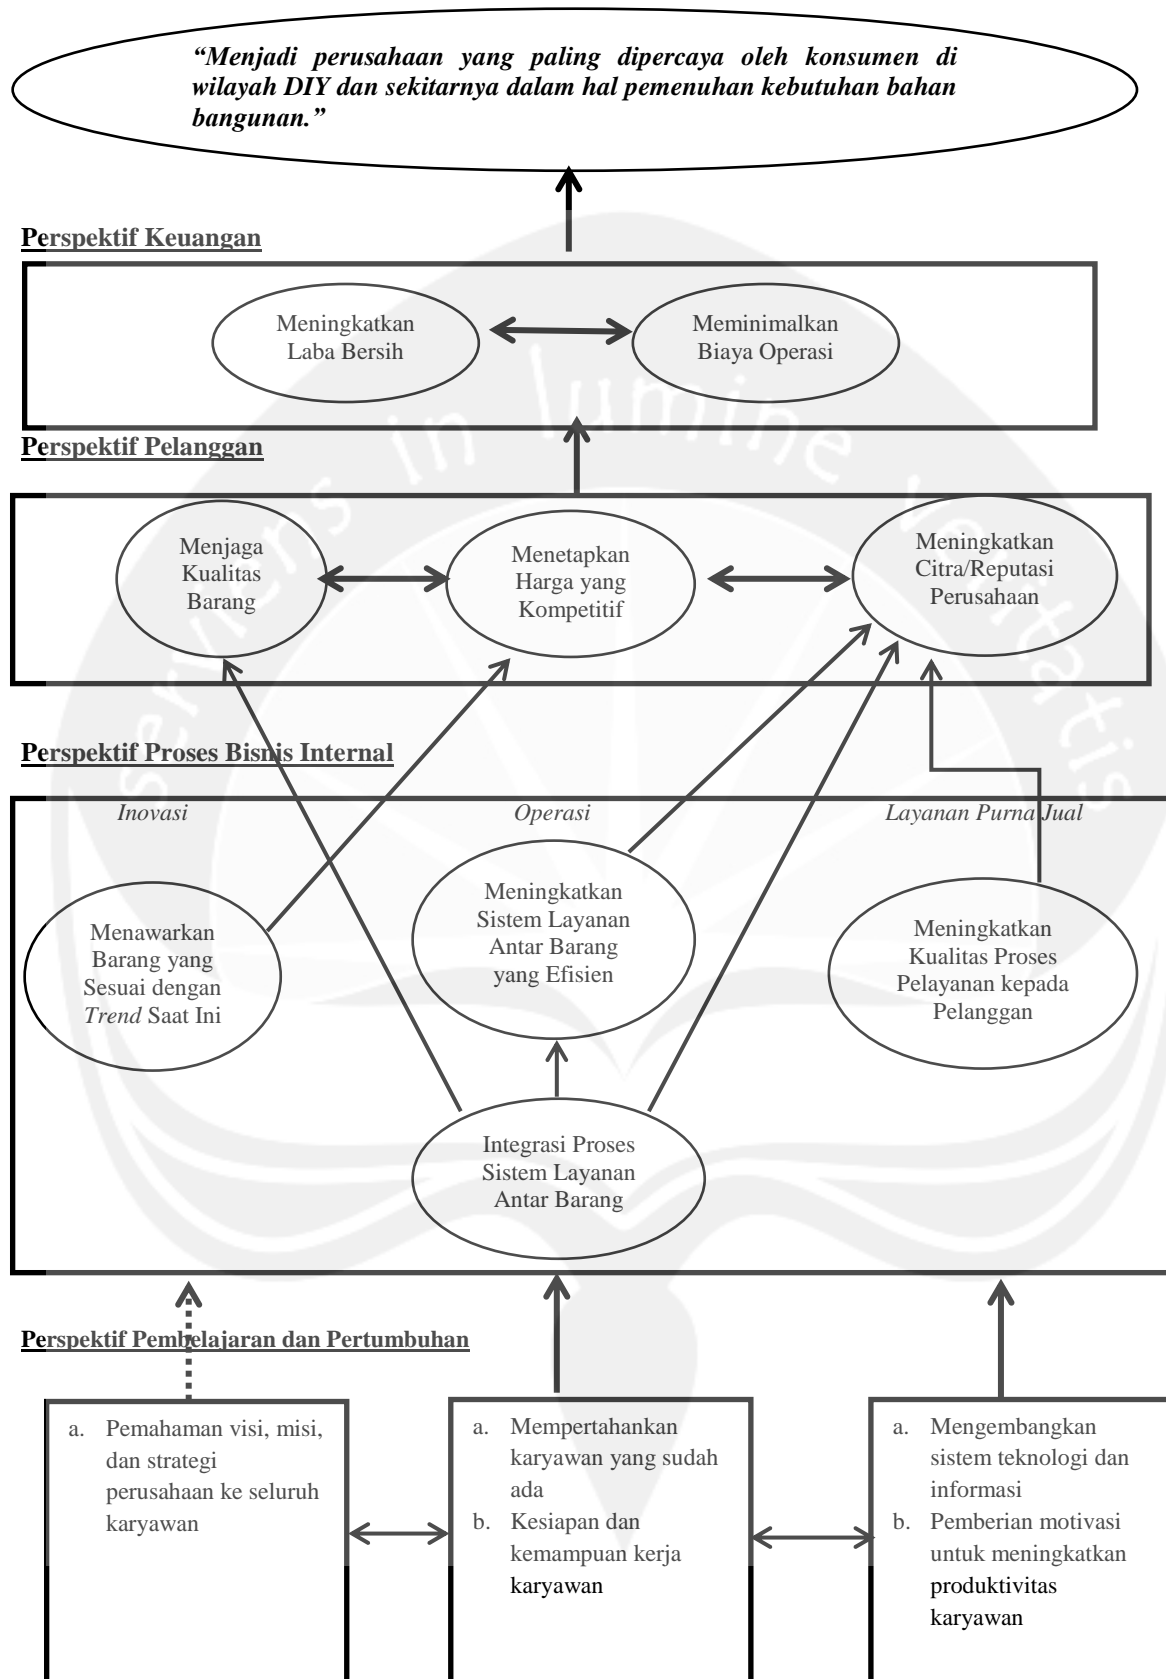 “Menjadi perusahaan yang paling dipercaya oleh konsumen di
wilayah DIY dan sekitarnya dalam hal pemenuhan kebutuhan bahan
bangunan.”
Perspektif Keuangan
Meningkatkan
Laba Bersih
Meminimalkan
Biaya Operasi
Perspektif Pelanggan
Menjaga
Kualitas
Barang
Menetapkan
Harga yang
Kompetitif
Meningkatkan
Citra/Reputasi
Perusahaan
Perspektif Proses Bisnis Internal
Inovasi
Operasi
Layanan Purna Jual
Menawarkan
Barang yang
Sesuai dengan
Trend Saat Ini
Meningkatkan
Sistem Layanan
Antar Barang
yang Efisien
Meningkatkan
Kualitas Proses
Pelayanan kepada
Pelanggan
Integrasi Proses
Sistem Layanan
Antar Barang
Perspektif Pembelajaran dan Pertumbuhan
a. Pemahaman visi, misi,
dan strategi
perusahaan ke seluruh
karyawan
a. Mempertahankan
karyawan yang sudah
ada
b. Kesiapan dan
kemampuan kerja
karyawan
a. Mengembangkan
sistem teknologi dan
informasi
b. Pemberian motivasi
untuk meningkatkan
produktivitas
karyawan
serviens in lumine veritatis